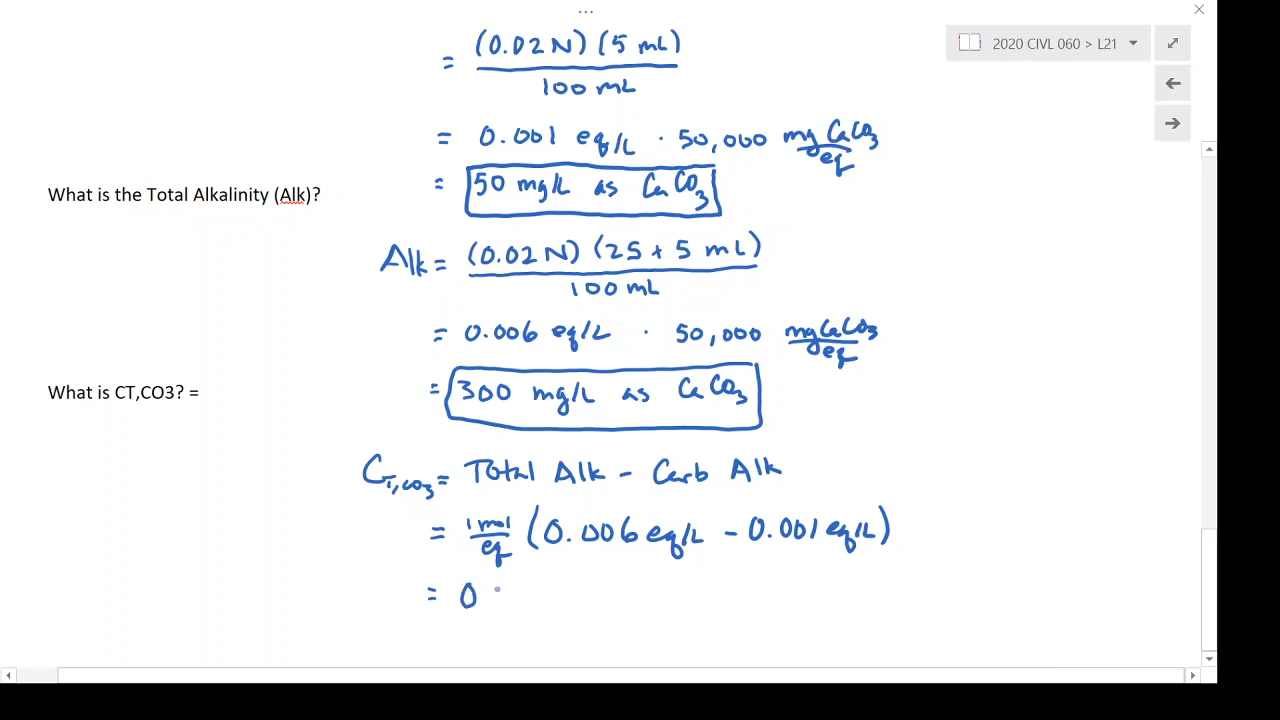 2020 CIVL 060 > L21
= (0.02N)(5 mL)
100 mL
= 0.001 eq/L · 50,000 mg CaCO3
eq
What is the Total Alkalinity (Alk)?
= 50 mg/L as CaCO3
Alk = (0.02N)(25 + 5 mL)
100 mL
= 0.006 eq/L · 50,000 mg CaCO3
eq
What is CT,CO3? =
= 300 mg/L as CaCO3
CT,CO3 = Total Alk - Carb Alk
= 1 mol
eq (0.006 eq/L - 0.001 eq/L)
= 0